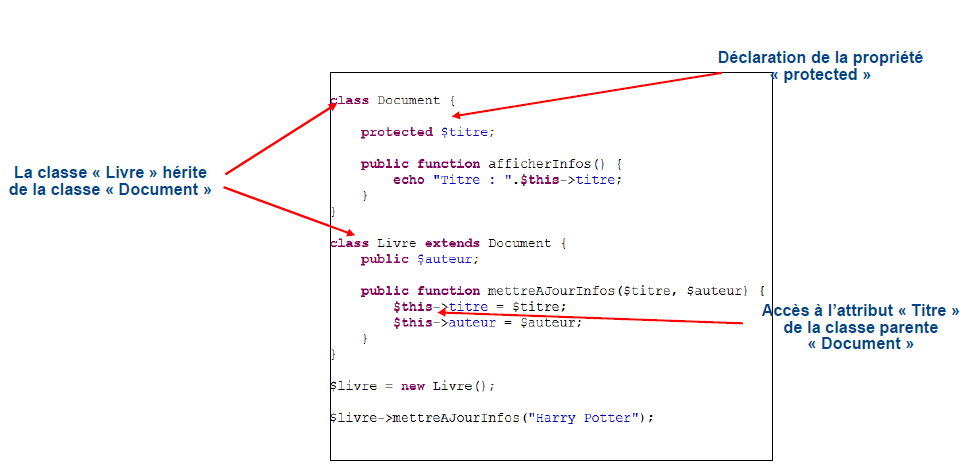 Déclaration de la propriété
« protected »
class Document {
protected $titre;
public function afficherInfos() {
echo "Titre : ".$this->titre;
}
}
La classe « Livre » hérite
de la classe « Document »
class Livre extends Document {
public $auteur;
public function mettreAJourInfos($titre, $auteur) {
$this->titre = $titre;
$this->auteur = $auteur;
}
}
Accès à l’attribut « Titre »
de la classe parente
« Document »
$livre = new Livre();
$livre->mettreAJourInfos("Harry Potter");